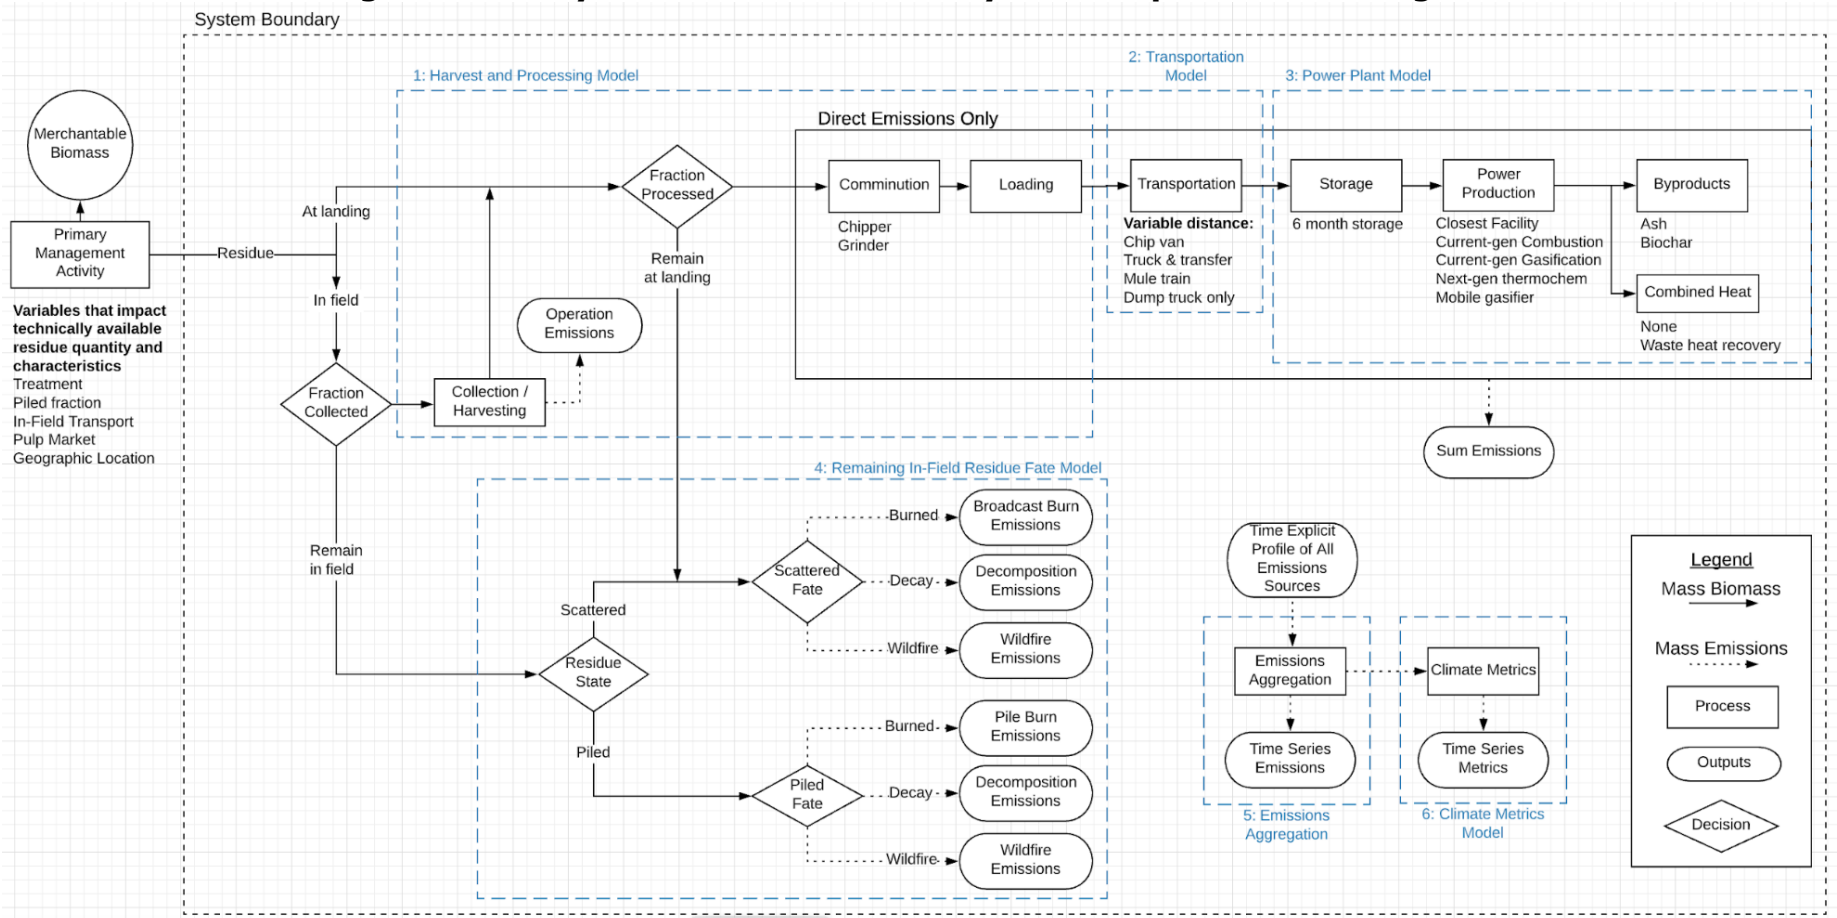 System Boundary
1: Harvest and Processing Model
2: Transportation
Model
3: Power Plant Model
Merchantable
Biomass
Primary
Management
Activity
Residue
Variables that impact
technically available
residue quantity and
characteristics
Treatment
Piled fraction
In-Field Transport
Pulp Market
Geographic Location
At landing
In field
Fraction
Collected
Remain
in field
Collection /
Harvesting
Operation
Emissions
Fraction
Processed
Remain
at landing
Direct Emissions Only
Comminution
Chipper
Grinder
Loading
Transportation
Variable distance:
Chip van
Truck & transfer
Mule train
Dump truck only
Storage
6 month storage
Power
Production
Closest Facility
Current-gen Combustion
Current-gen Gasification
Next-gen thermochem
Mobile gasifier
Byproducts
Ash
Biochar
Combined Heat
None
Waste heat recovery
Sum Emissions
4: Remaining In-Field Residue Fate Model
Residue
State
Scattered
Piled
Scattered
Fate
Burned
Broadcast Burn
Emissions
Decay
Decomposition
Emissions
Wildfire
Wildfire
Emissions
Piled
Fate
Burned
Pile Burn
Emissions
Decay
Decomposition
Emissions
Wildfire
Wildfire
Emissions
Time Explicit
Profile of All
Emissions
Sources
Emissions
Aggregation
Time Series
Emissions
5: Emissions
Aggregation
Climate Metrics
Time Series
Metrics
6: Climate Metrics
Model
Legend
Mass Biomass
Mass Emissions
Process
Outputs
Decision